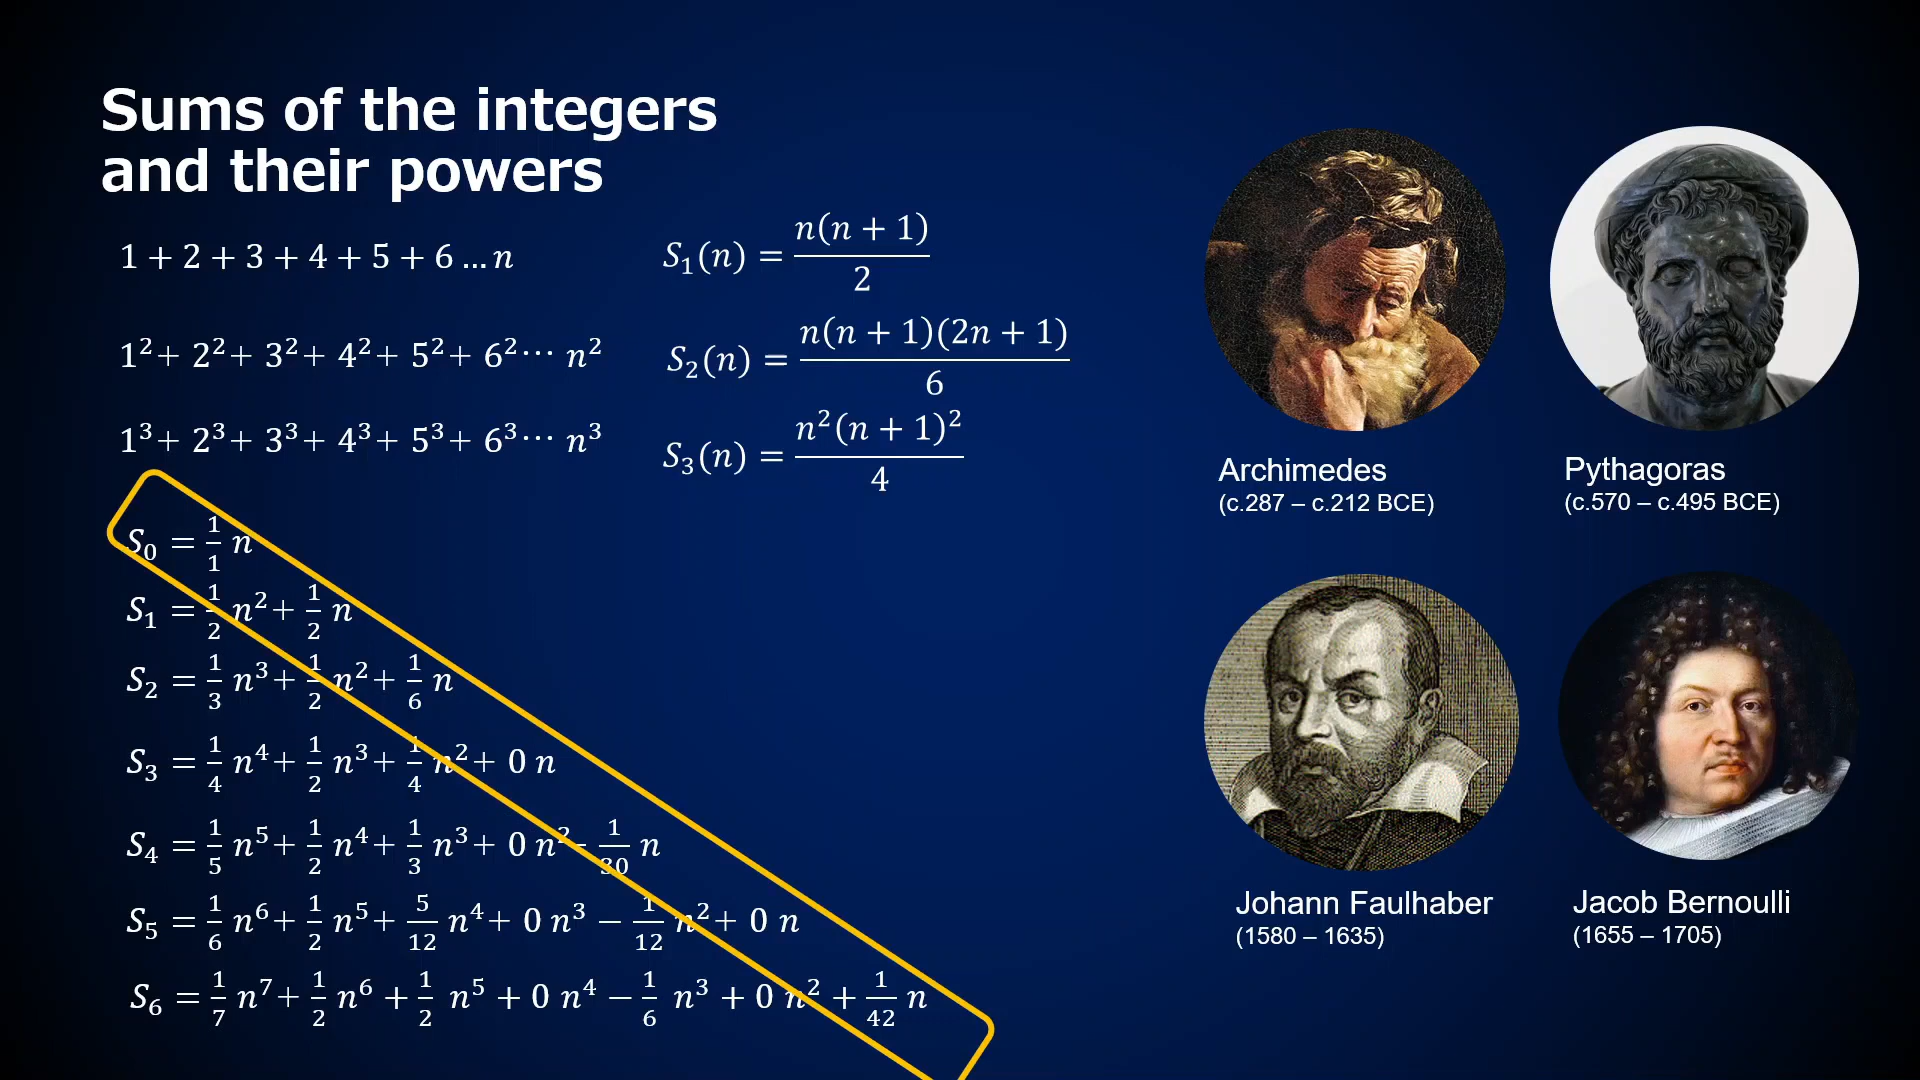 Sums of the integers
and their powers
1 + 2 + 3 + 4 + 5 + 6 … n
S₁(n) = n(n + 1)/2
1² + 2² + 3² + 4² + 5² + 6² ⋯ n²
S₂(n) = n(n + 1)(2n + 1)/6
1³ + 2³ + 3³ + 4³ + 5³ + 6³ ⋯ n³
S₃(n) = n²(n + 1)²/4
S₀ = 1/1 n
S₁ = 1/2 n² + 1/2 n
S₂ = 1/3 n³ + 1/2 n² + 1/6 n
S₃ = 1/4 n⁴ + 1/2 n³ + 1/4 n² + 0 n
S₄ = 1/5 n⁵ + 1/2 n⁴ + 1/3 n³ + 0 n² − 1/30 n
S₅ = 1/6 n⁶ + 1/2 n⁵ + 5/12 n⁴ + 0 n³ − 1/12 n² + 0 n
S₆ = 1/7 n⁷ + 1/2 n⁶ + 1/2 n⁵ + 0 n⁴ − 1/6 n³ + 0 n² + 1/42 n
Archimedes
(c.287 – c.212 BCE)
Pythagoras
(c.570 – c.495 BCE)
Johann Faulhaber
(1580 – 1635)
Jacob Bernoulli
(1655 – 1705)